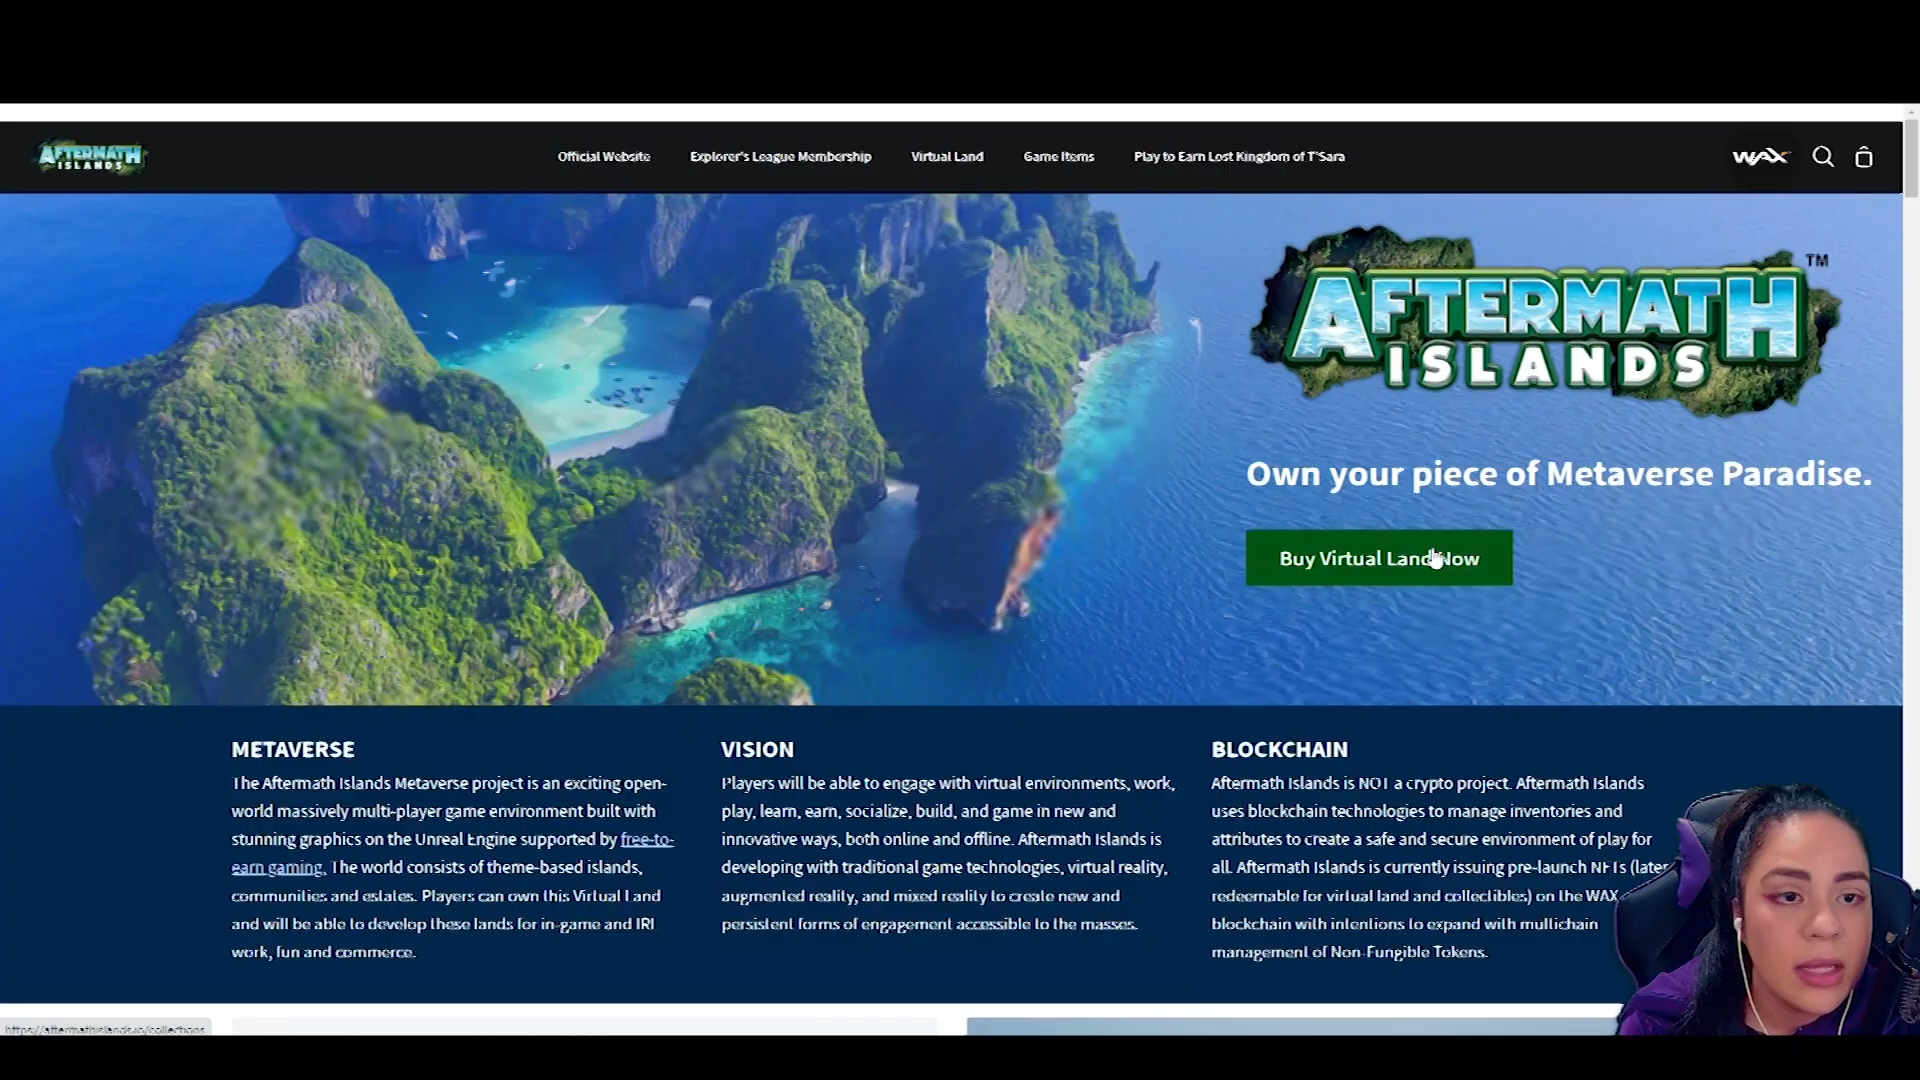 AFTERMATH
ISLANDS
Official Website
Explorer's League Membership
Virtual Land
Game Items
Play to Earn Lost Kingdom of T'Sara
WAX
AFTERMATH
ISLANDS
TM
Own your piece of Metaverse Paradise.
Buy Virtual Land Now
METAVERSE
The Aftermath Islands Metaverse project is an exciting open-
world massively multi-player game environment built with
stunning graphics on the Unreal Engine supported by free-to-
earn gaming. The world consists of theme-based islands,
communities and estates. Players can own this Virtual Land
and will be able to develop these lands for in-game and IRL
work, fun and commerce.
VISION
Players will be able to engage with virtual environments, work,
play, learn, earn, socialize, build, and game in new and
innovative ways, both online and offline. Aftermath Islands is
developing with traditional game technologies, virtual reality,
augmented reality, and mixed reality to create new and
persistent forms of engagement accessible to the masses.
BLOCKCHAIN
Aftermath Islands is NOT a crypto project. Aftermath Islands
uses blockchain technologies to manage inventories and
attributes to create a safe and secure environment of play for
all. Aftermath Islands is currently issuing pre-launch NFTs (later
redeemable for virtual land and collectibles) on the WAX
blockchain with intentions to expand with multichain
management of Non-Fungible Tokens.
https://aftermathislands.io/collections